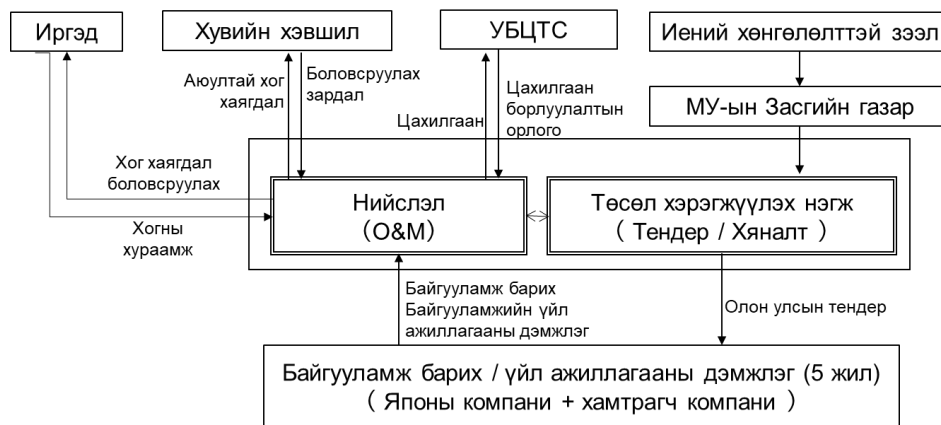 Иргэд
Хувийн хэвшил
УБЦТС
Иений хөнгөлөлттэй зээл
Аюултай хог
хаягдал
Боловсруулах
зардал
Цахилгаан
Цахилгаан
борлуулалтын
орлого
МУ-ын Засгийн газар
Хог хаягдал
боловсруулах
Хогны
хураамж
Нийслэл
(O&M)
Төсөл хэрэгжүүлэх нэгж
( Тендер / Хяналт )
Байгууламж барих
Байгууламжийн үйл
ажиллагааны дэмжлэг
Олон улсын тендер
Байгууламж барих / үйл ажиллагааны дэмжлэг (5 жил)
( Японы компани + хамтрагч компани )